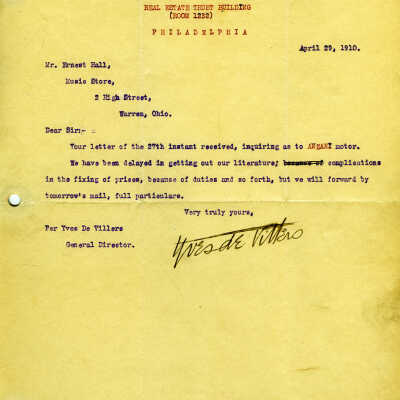 REAL ESTATE TRUST BUILDING
(ROOM 1232)
PHILADELPHIA
April 29, 1910.
Mr. Ernest Hall,
Music Store,
2 High Street,
Warren, Ohio.
Dear Sir:-
Your letter of the 27th instant received, inquiring as to ANZANI motor.
We have been delayed in getting out our literature; because of complications
in the fixing of prices, because of duties and so forth, but we will forward by
tomorrow's mail, full particulars.
Very truly yours,
Per Yves De Villers
General Director.
Yves de Villers